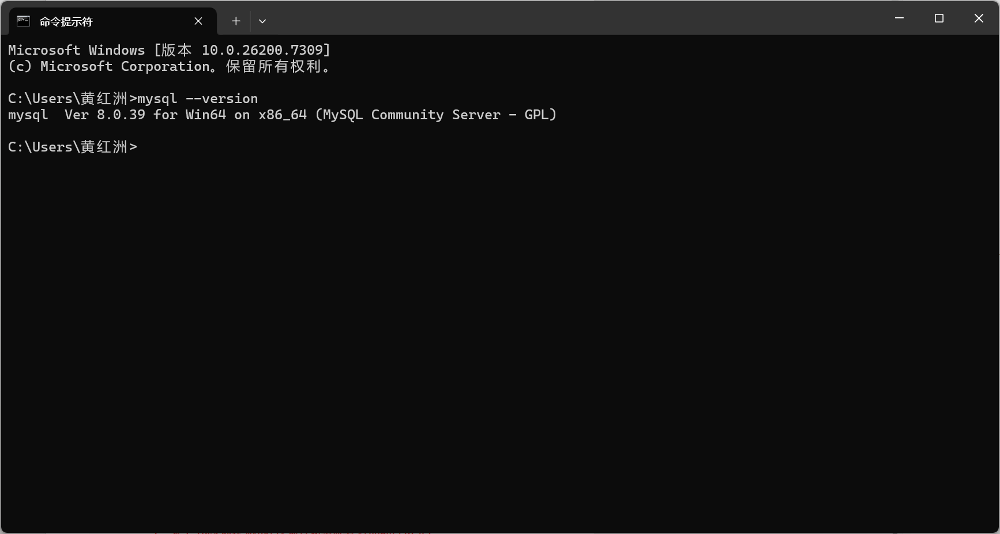 命令提示符
Microsoft Windows [版本 10.0.26200.7309]
(c) Microsoft Corporation。保留所有权利。
C:\Users\黄红洲>mysql --version
mysql  Ver 8.0.39 for Win64 on x86_64 (MySQL Community Server - GPL)
C:\Users\黄红洲>